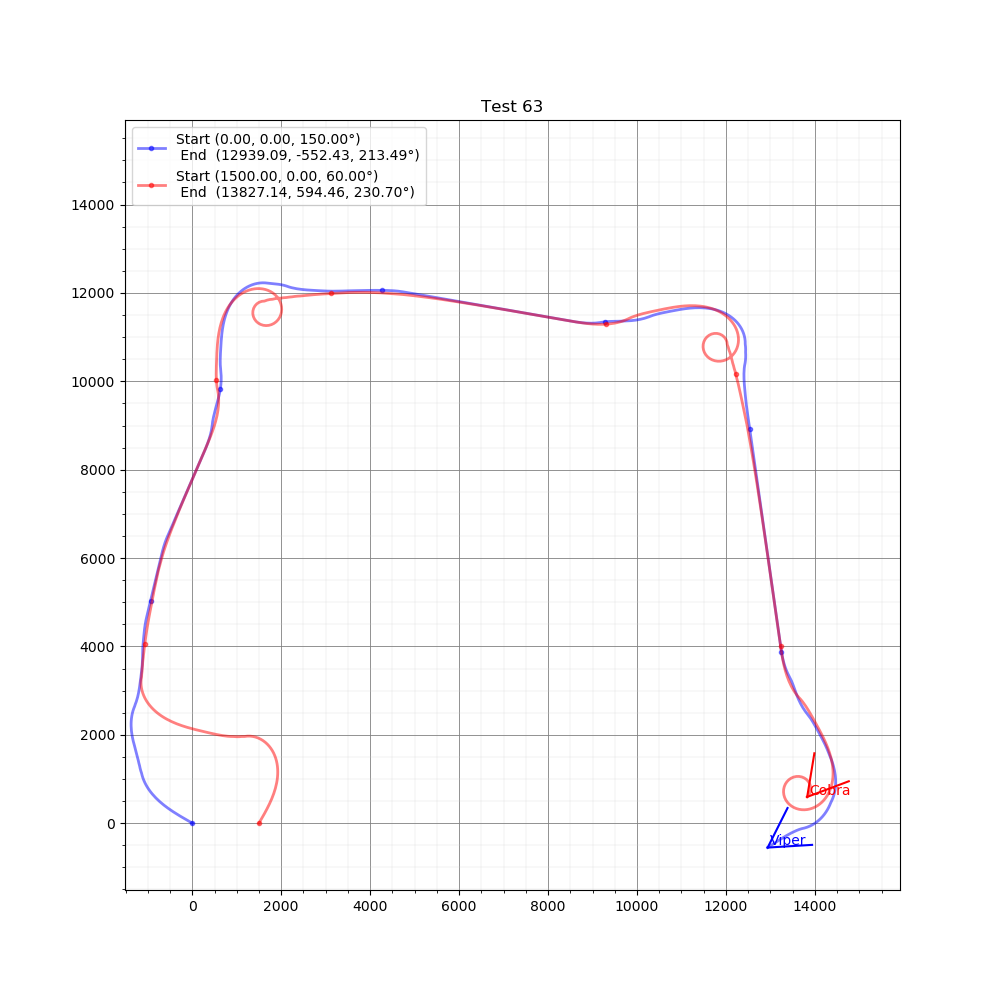 Test 63
Start (0.00, 0.00, 150.00°)
End  (12939.09, -552.43, 213.49°)
Start (1500.00, 0.00, 60.00°)
End  (13827.14, 594.46, 230.70°)
14000
12000
10000
8000
6000
4000
2000
0
Cobra
Viper
0 2000 4000 6000 8000 10000 12000 14000